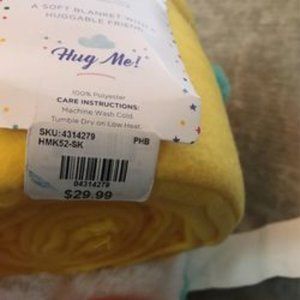 A SOFT BLANKET WITH A
HUGGABLE FRIEND
Hug Me!
100% Polyester
CARE INSTRUCTIONS:
Machine Wash Cold.
Tumble Dry on Low Heat.
SKU:4314279
HMK52-SK PHB
04314279
$29.99